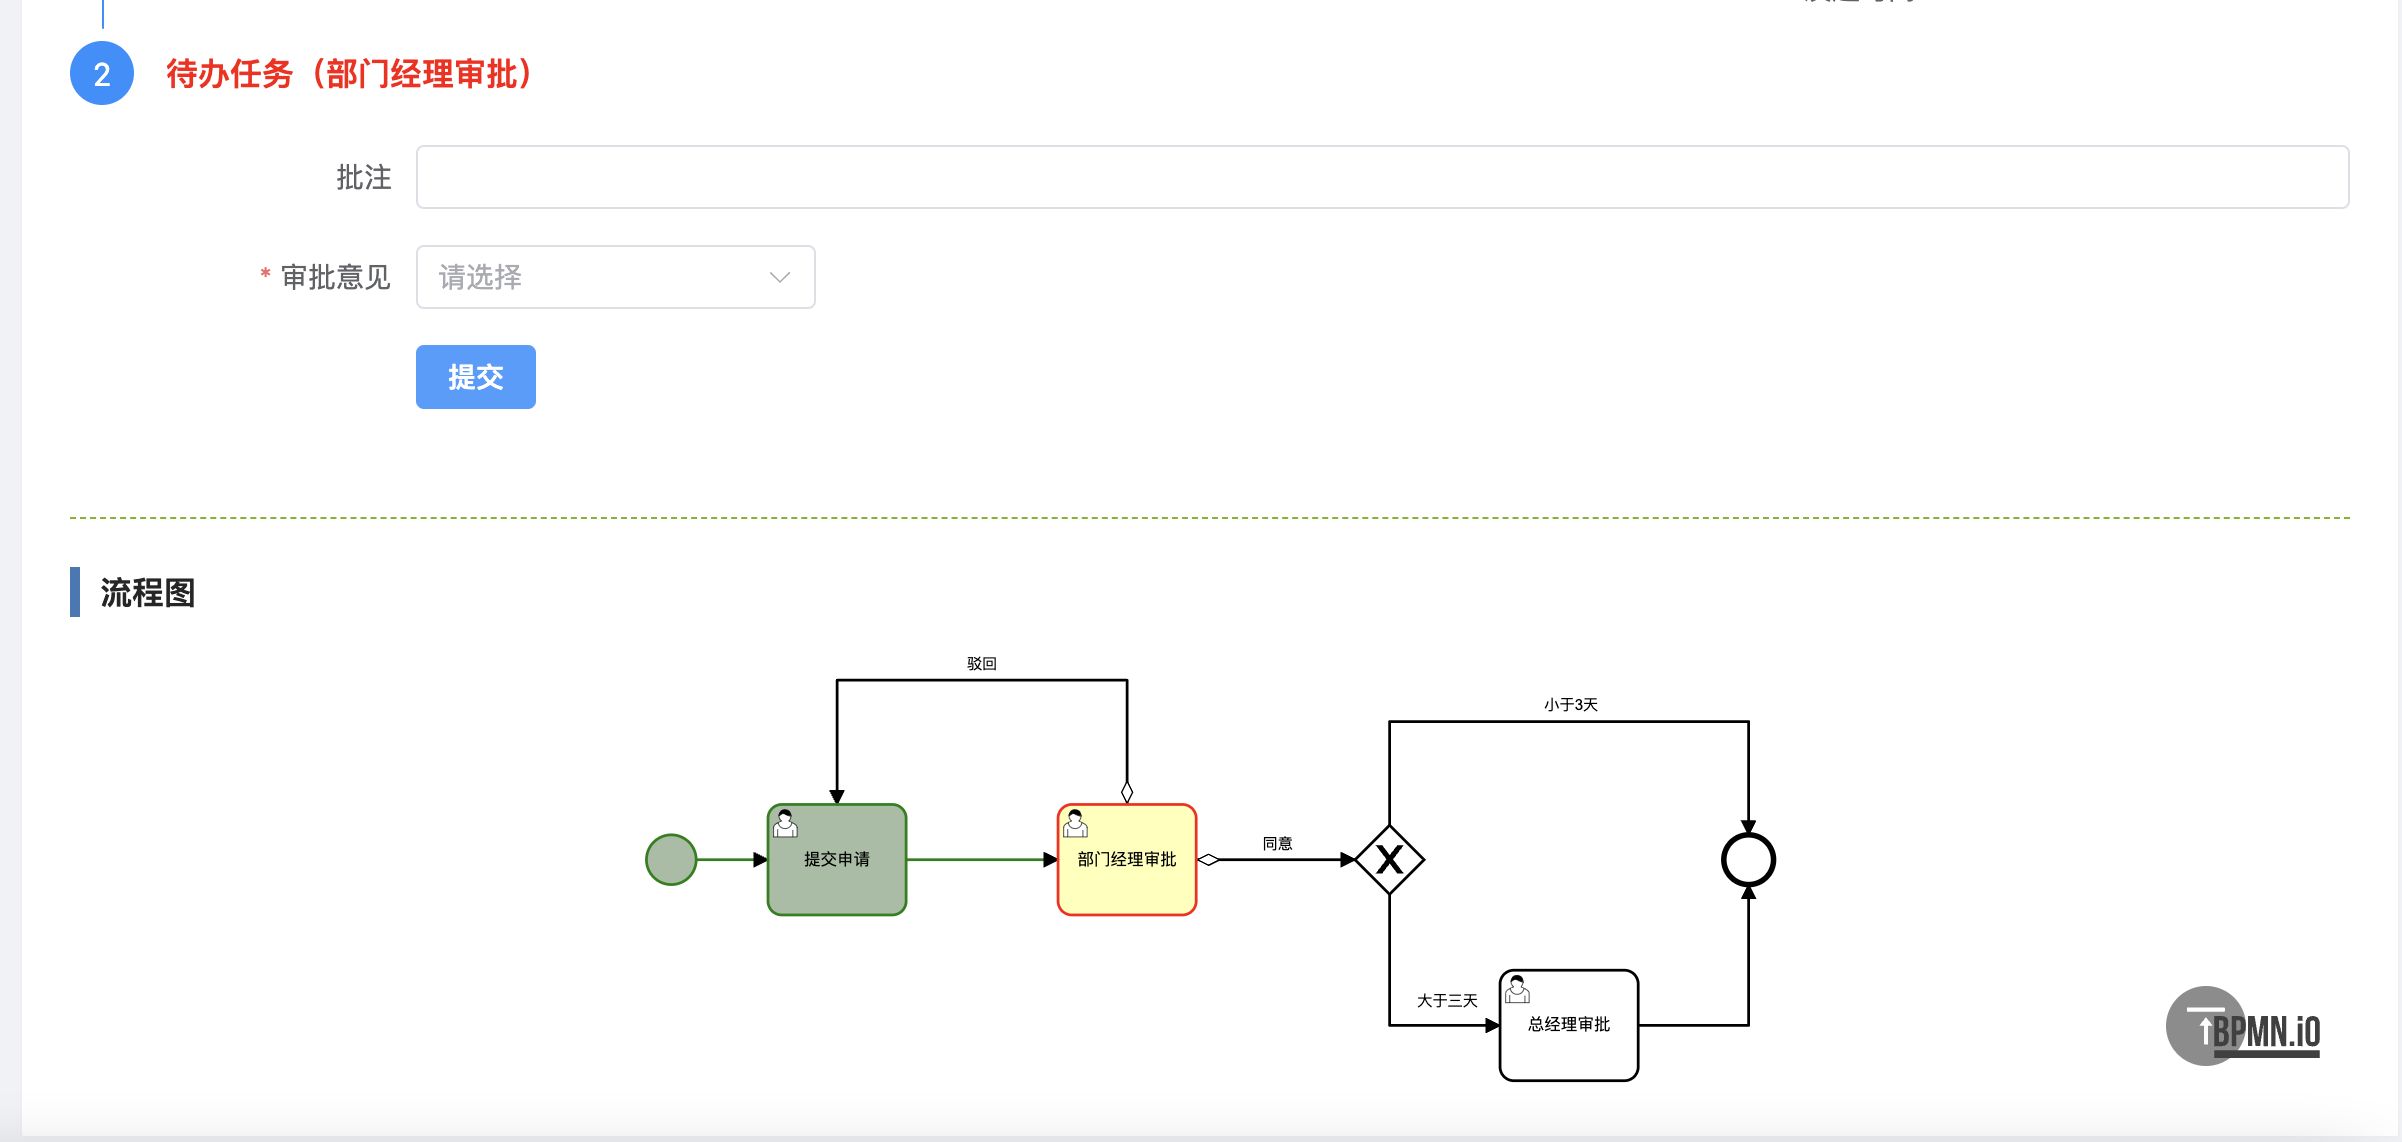 2
待办任务（部门经理审批）
批注
* 审批意见
请选择
提交
流程图
驳回
小于3天
提交申请
部门经理审批
同意
X
大于三天
总经理审批
BPMN.iO